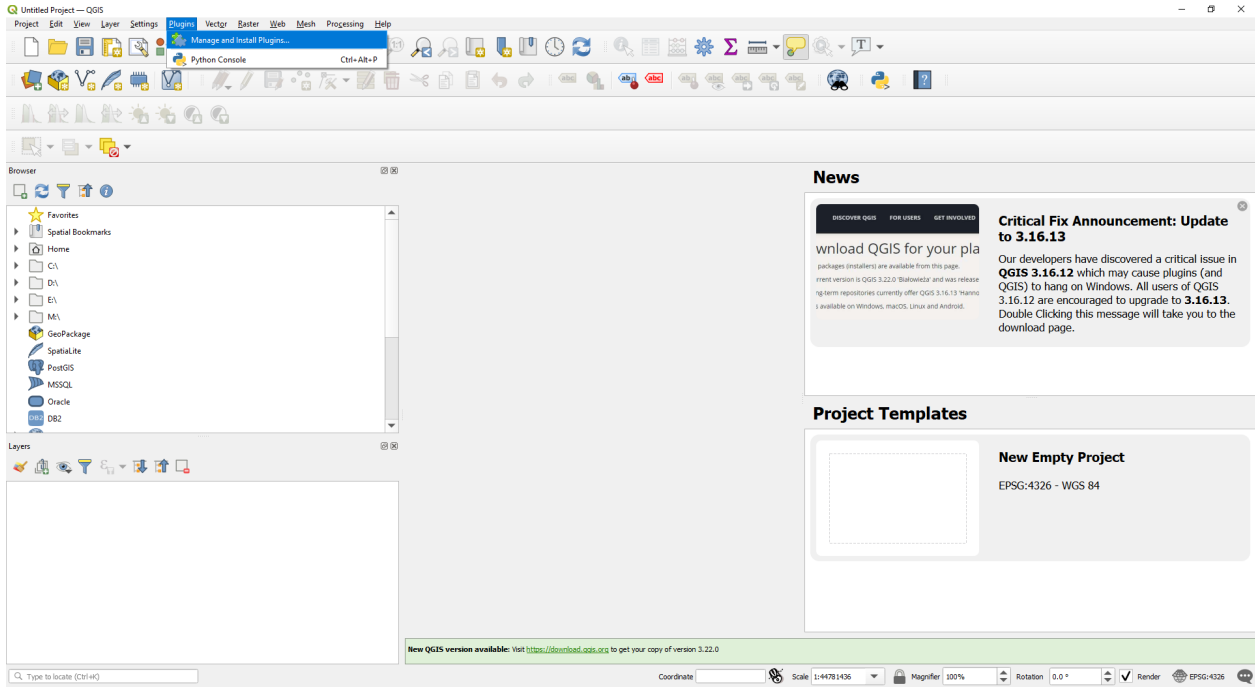 Untitled Project — QGIS
Project Edit View Layer Settings Plugins Vector Raster Web Mesh Processing Help
Manage and Install Plugins...
Python Console Ctrl+Alt+P
Browser
Favorites
Spatial Bookmarks
Home
C:\
D:\
E:\
M:\
GeoPackage
SpatiaLite
PostGIS
MSSQL
Oracle
DB2
Layers
News
DISCOVER QGIS FOR USERS GET INVOLVED
wnload QGIS for your pla
packages (installers) are available from this page.
rrent version is QGIS 3.22.0 'Białowieża' and was release
ng-term repositories currently offer QGIS 3.16.13 'Hanno
s available on Windows, macOS, Linux and Android.
Critical Fix Announcement: Update
to 3.16.13
Our developers have discovered a critical issue in
QGIS 3.16.12 which may cause plugins (and
QGIS) to hang on Windows. All users of QGIS
3.16.12 are encouraged to upgrade to 3.16.13.
Double Clicking this message will take you to the
download page.
Project Templates
New Empty Project
EPSG:4326 - WGS 84
New QGIS version available: Visit https://download.qgis.org to get your copy of version 3.22.0
Type to locate (Ctrl+K) Coordinate Scale 1:44781436 Magnifier 100% Rotation 0.0 ° Render EPSG:4326